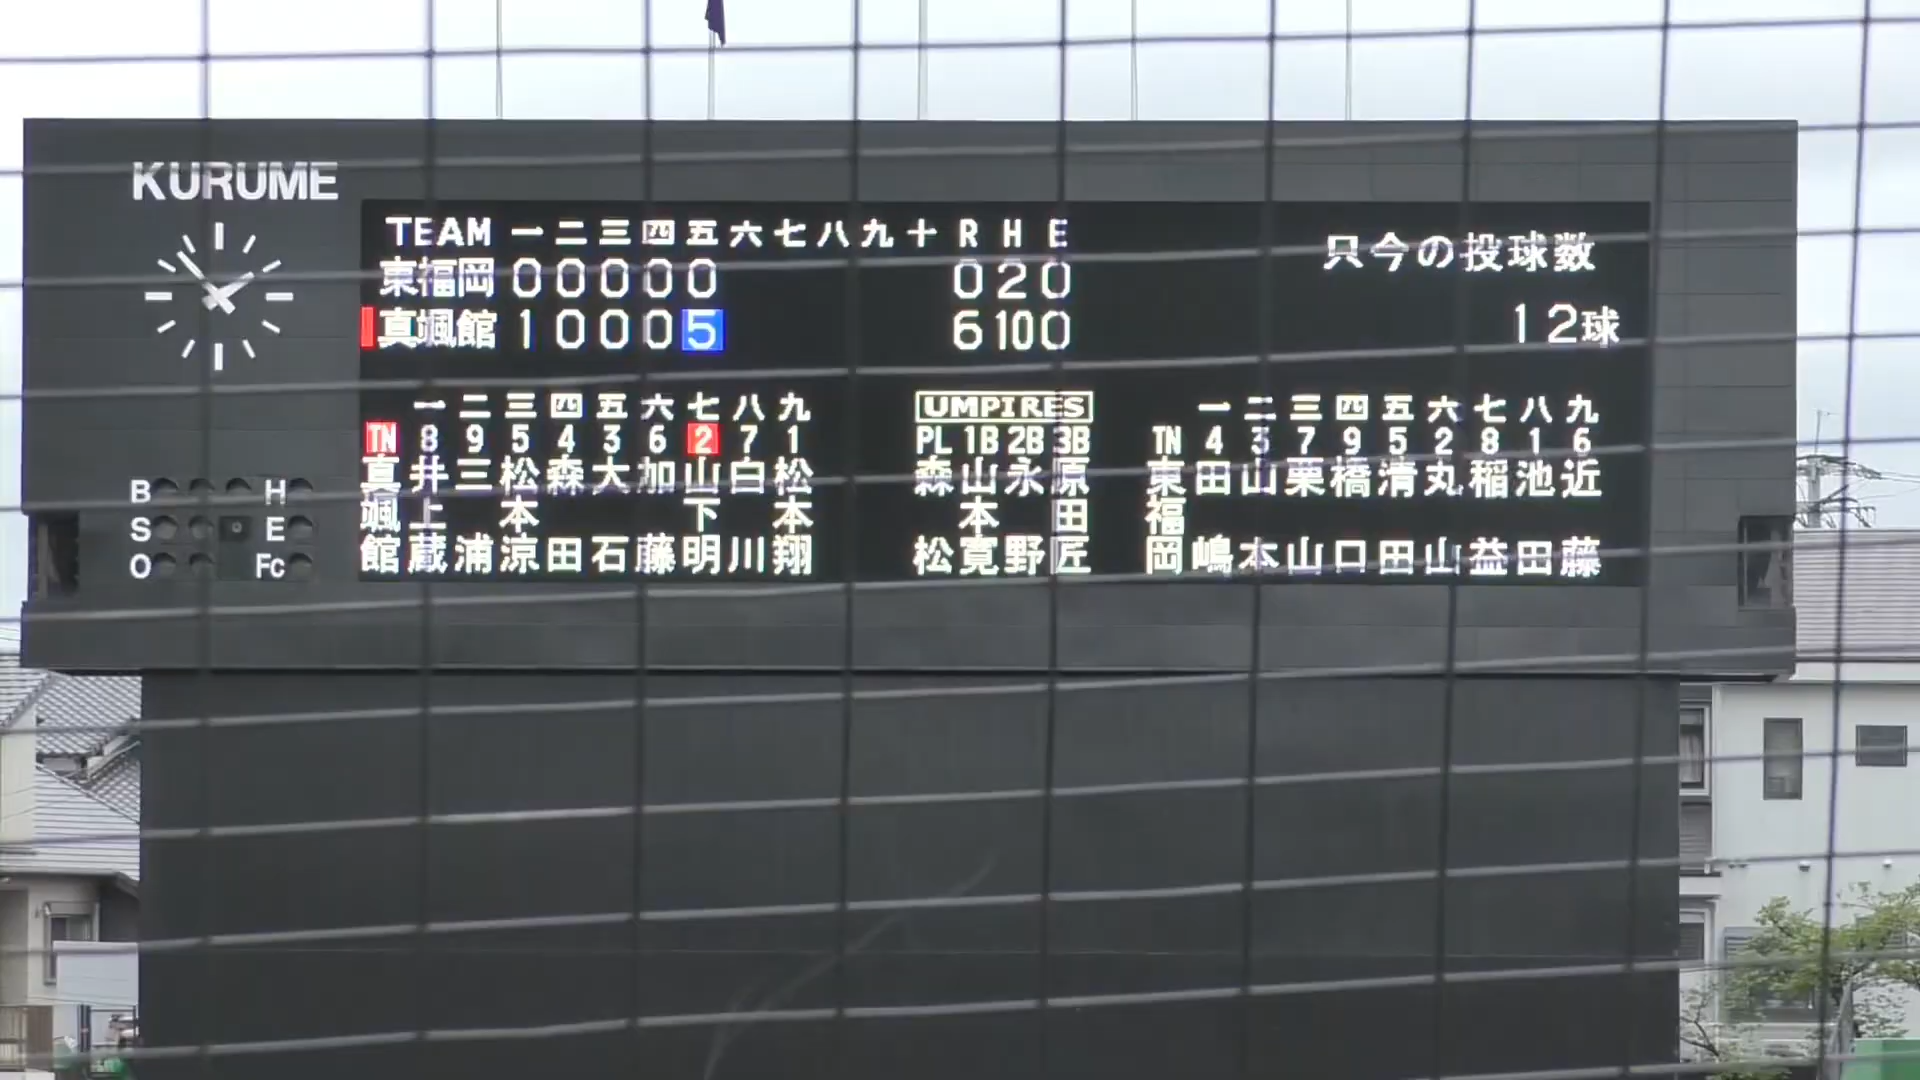 KURUME
TEAM 一 二 三 四 五 六 七 八 九 十 R H E
東福岡 0 0 0 0 0 0 2 0
真颯館 1 0 0 0 5 6 10 0
只今の投球数
12球
一 二 三 四 五 六 七 八 九
TN 8 9 5 4 3 6 2 7 1
真颯館 井上蔵 三浦 松本涼 森田 大石 加藤 山下明 白川 松本翔
UMPIRES
PL 1B 2B 3B
森松 山本寛 永野 原田匠
一 二 三 四 五 六 七 八 九
TN 4 3 7 9 5 2 8 1 6
東福岡 田嶋 山本 栗山 橋口 清田 丸山 稲益 池田 近藤
B H
S E
O Fc